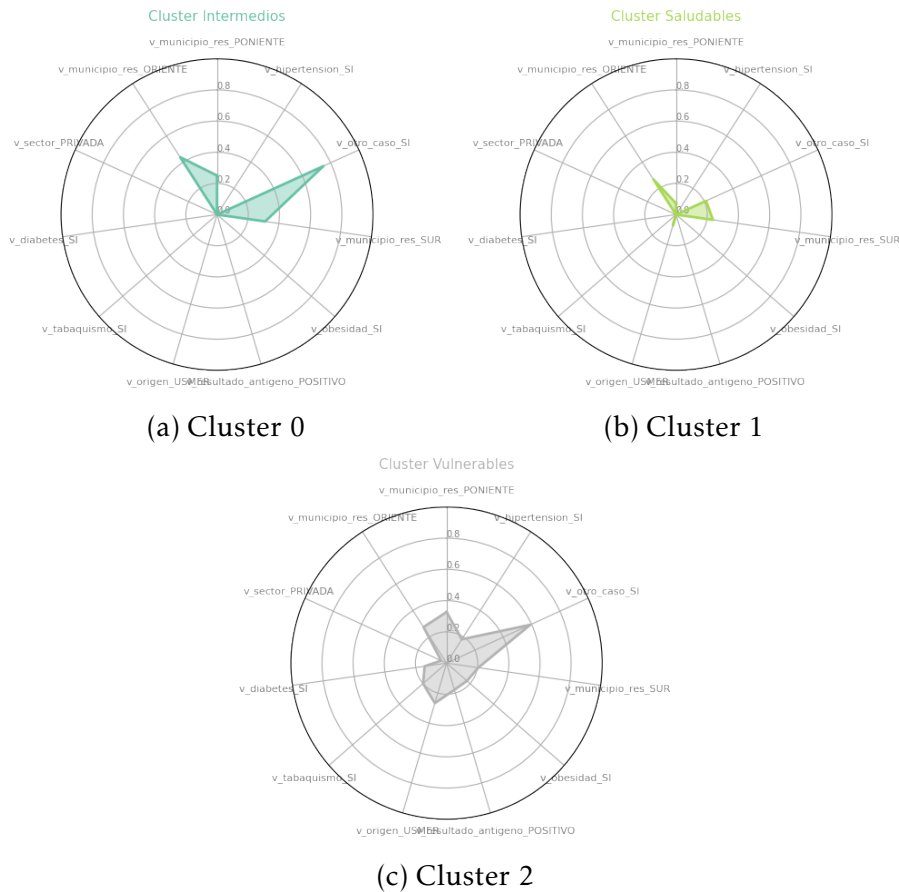 Cluster Intermedios
v_municipio_res_PONIENTE
v_municipio_res_ORIENTE
v_hipertension_SI
v_sector_PRIVADA
v_otro_caso_SI
v_diabetes_SI
v_municipio_res_SUR
v_tabaquismo_SI
v_obesidad_SI
v_origen_USMER
v_resultado_antigeno_POSITIVO
0.8
0.6
0.4
0.2
0.0
(a) Cluster 0
Cluster Saludables
v_municipio_res_PONIENTE
v_municipio_res_ORIENTE
v_hipertension_SI
v_sector_PRIVADA
v_otro_caso_SI
v_diabetes_SI
v_municipio_res_SUR
v_tabaquismo_SI
v_obesidad_SI
v_origen_USMER
v_resultado_antigeno_POSITIVO
0.8
0.6
0.4
0.2
0.0
(b) Cluster 1
Cluster Vulnerables
v_municipio_res_PONIENTE
v_municipio_res_ORIENTE
v_hipertension_SI
v_sector_PRIVADA
v_otro_caso_SI
v_diabetes_SI
v_municipio_res_SUR
v_tabaquismo_SI
v_obesidad_SI
v_origen_USMER
v_resultado_antigeno_POSITIVO
0.8
0.6
0.4
0.2
0.0
(c) Cluster 2